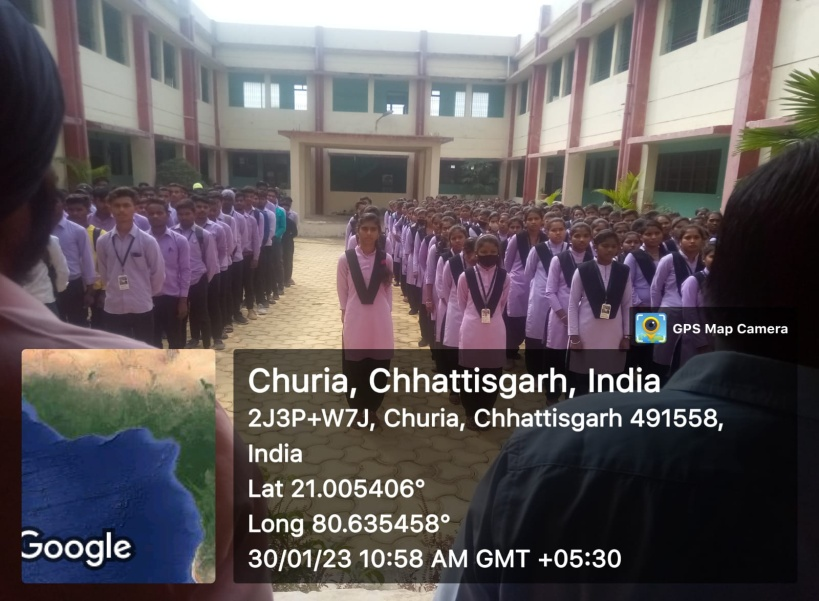 GPS Map Camera
Churia, Chhattisgarh, India
2J3P+W7J, Churia, Chhattisgarh 491558,
India
Lat 21.005406°
Long 80.635458°
30/01/23 10:58 AM GMT +05:30
Google